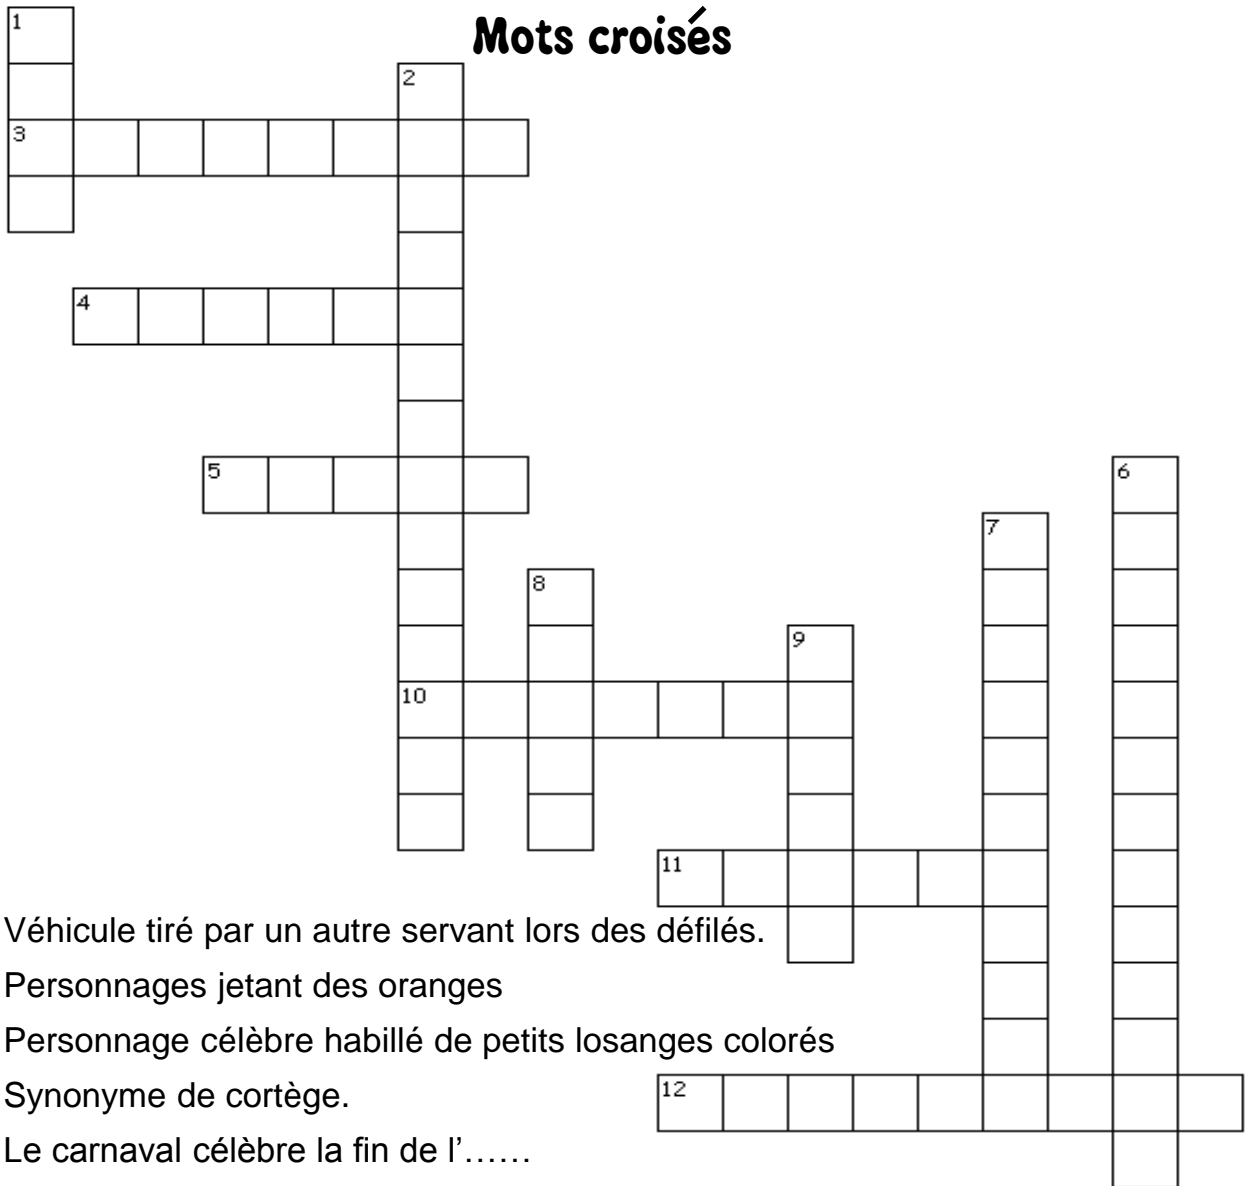 Mots croisés
1
2
3
4
5
6
7
8
9
10
11
Véhicule tiré par un autre servant lors des défilés.
Personnages jetant des oranges
Personnage célèbre habillé de petits losanges colorés
12
Synonyme de cortège.
Le carnaval célèbre la fin de l’……